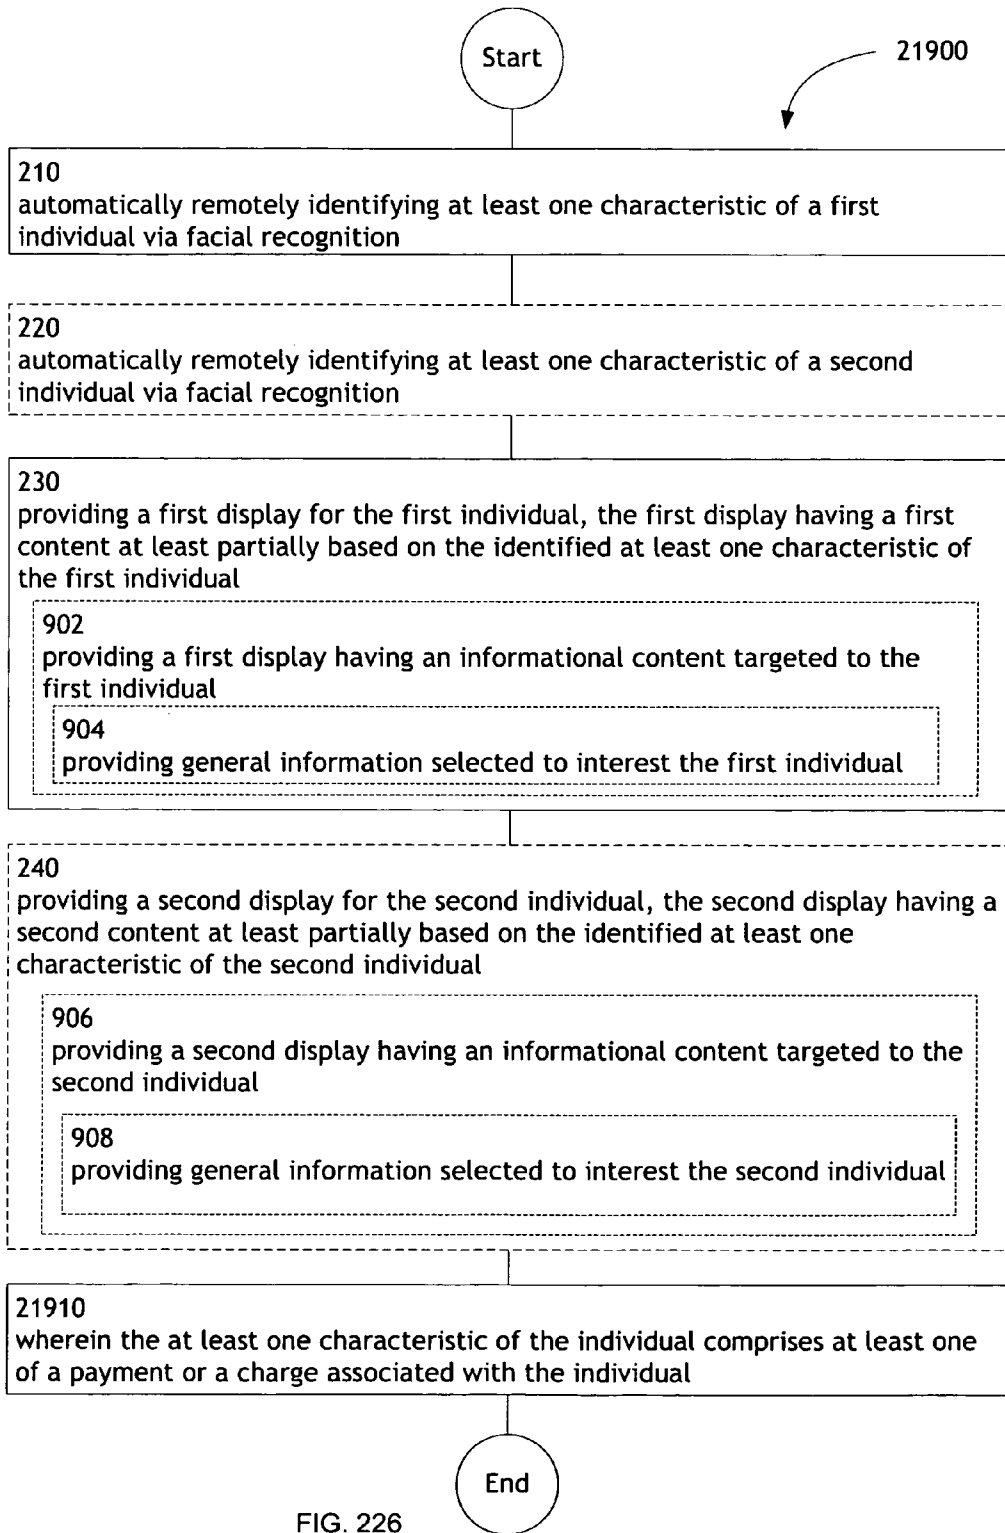 Start
21900
210
automatically remotely identifying at least one characteristic of a first
individual via facial recognition
220
automatically remotely identifying at least one characteristic of a second
individual via facial recognition
230
providing a first display for the first individual, the first display having a first
content at least partially based on the identified at least one characteristic of
the first individual
902
providing a first display having an informational content targeted to the
first individual
904
providing general information selected to interest the first individual
240
providing a second display for the second individual, the second display having a
second content at least partially based on the identified at least one
characteristic of the second individual
906
providing a second display having an informational content targeted to the
second individual
908
providing general information selected to interest the second individual
21910
wherein the at least one characteristic of the individual comprises at least one
of a payment or a charge associated with the individual
End
FIG. 226